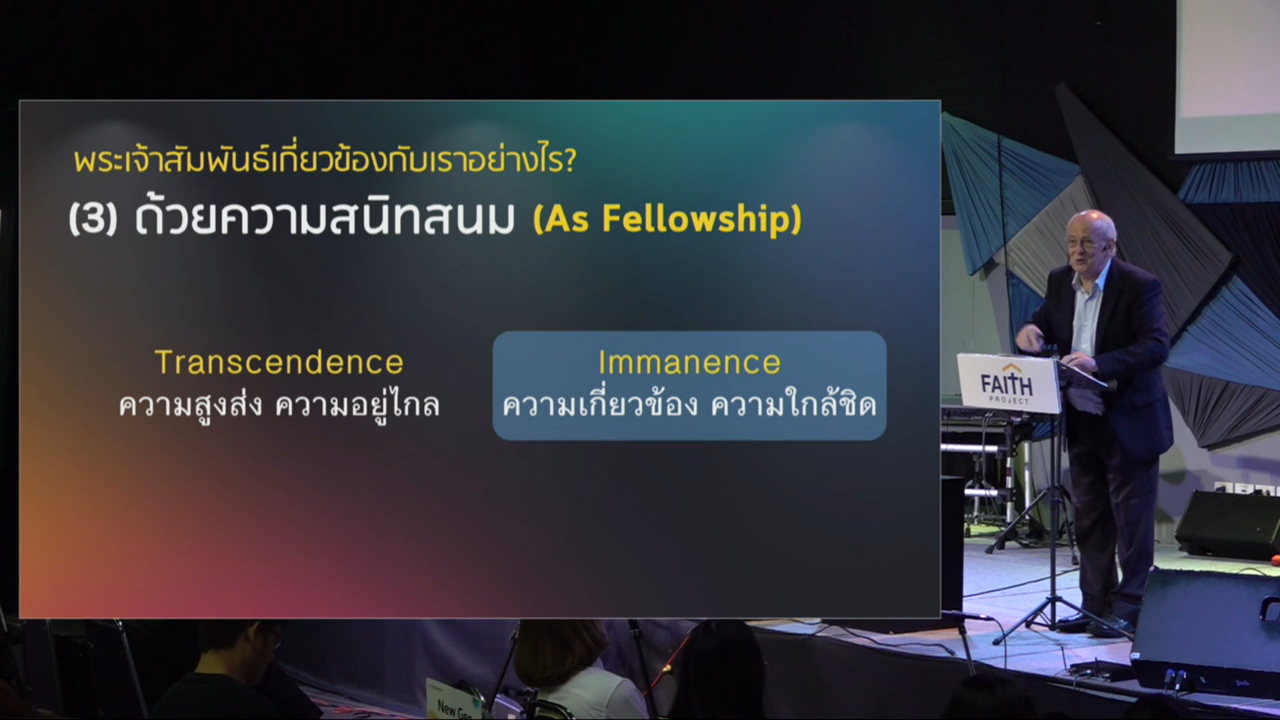 พระเจ้าสัมพันธ์เกี่ยวข้องกับเราอย่างไร?
(3) ด้วยความสนิทสนม (As Fellowship)
Transcendence
ความสูงส่ง ความอยู่ไกล
Immanence
ความเกี่ยวข้อง ความใกล้ชิด
FAITH
PROJECT
New Gen